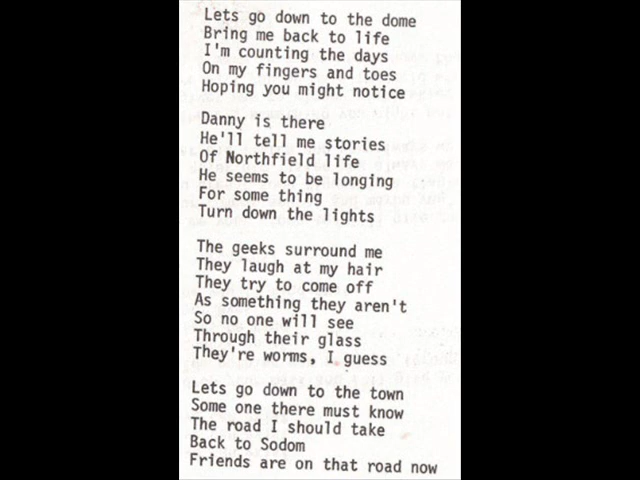 Lets go down to the dome
Bring me back to life
I'm counting the days
On my fingers and toes
Hoping you might notice
Danny is there
He'll tell me stories
Of Northfield life
He seems to be longing
For some thing
Turn down the lights
The geeks surround me
They laugh at my hair
They try to come off
As something they aren't
So no one will see
Through their glass
They're worms, I guess
Lets go down to the town
Some one there must know
The road I should take
Back to Sodom
Friends are on that road now